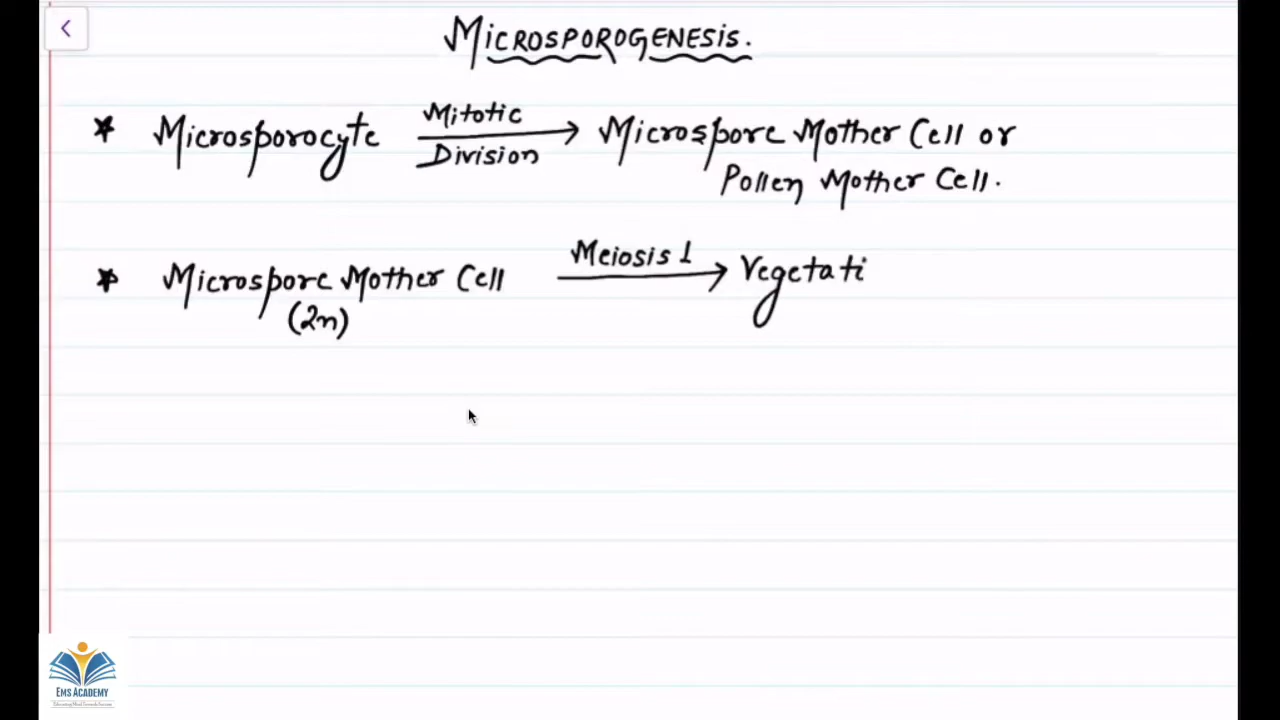 MICROSPOROGENESIS.
Microsporocyte Mitotic Division → Microspore Mother Cell or
Pollen Mother Cell.
Microspore Mother Cell Meiosis 1 → Vegetati
(2n)
EMS ACADEMY